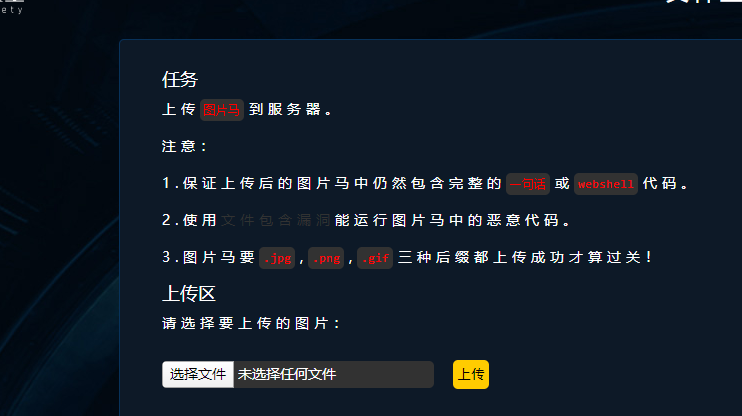 ety
任务
上传 图片马 到服务器。
注意：
1.保证上传后的图片马中仍然包含完整的 一句话 或 webshell 代码。
2.使用文件包含漏洞能运行图片马中的恶意代码。
3.图片马要 .jpg , .png , .gif 三种后缀都上传成功才算过关！
上传区
请选择要上传的图片：
选择文件 未选择任何文件 上传